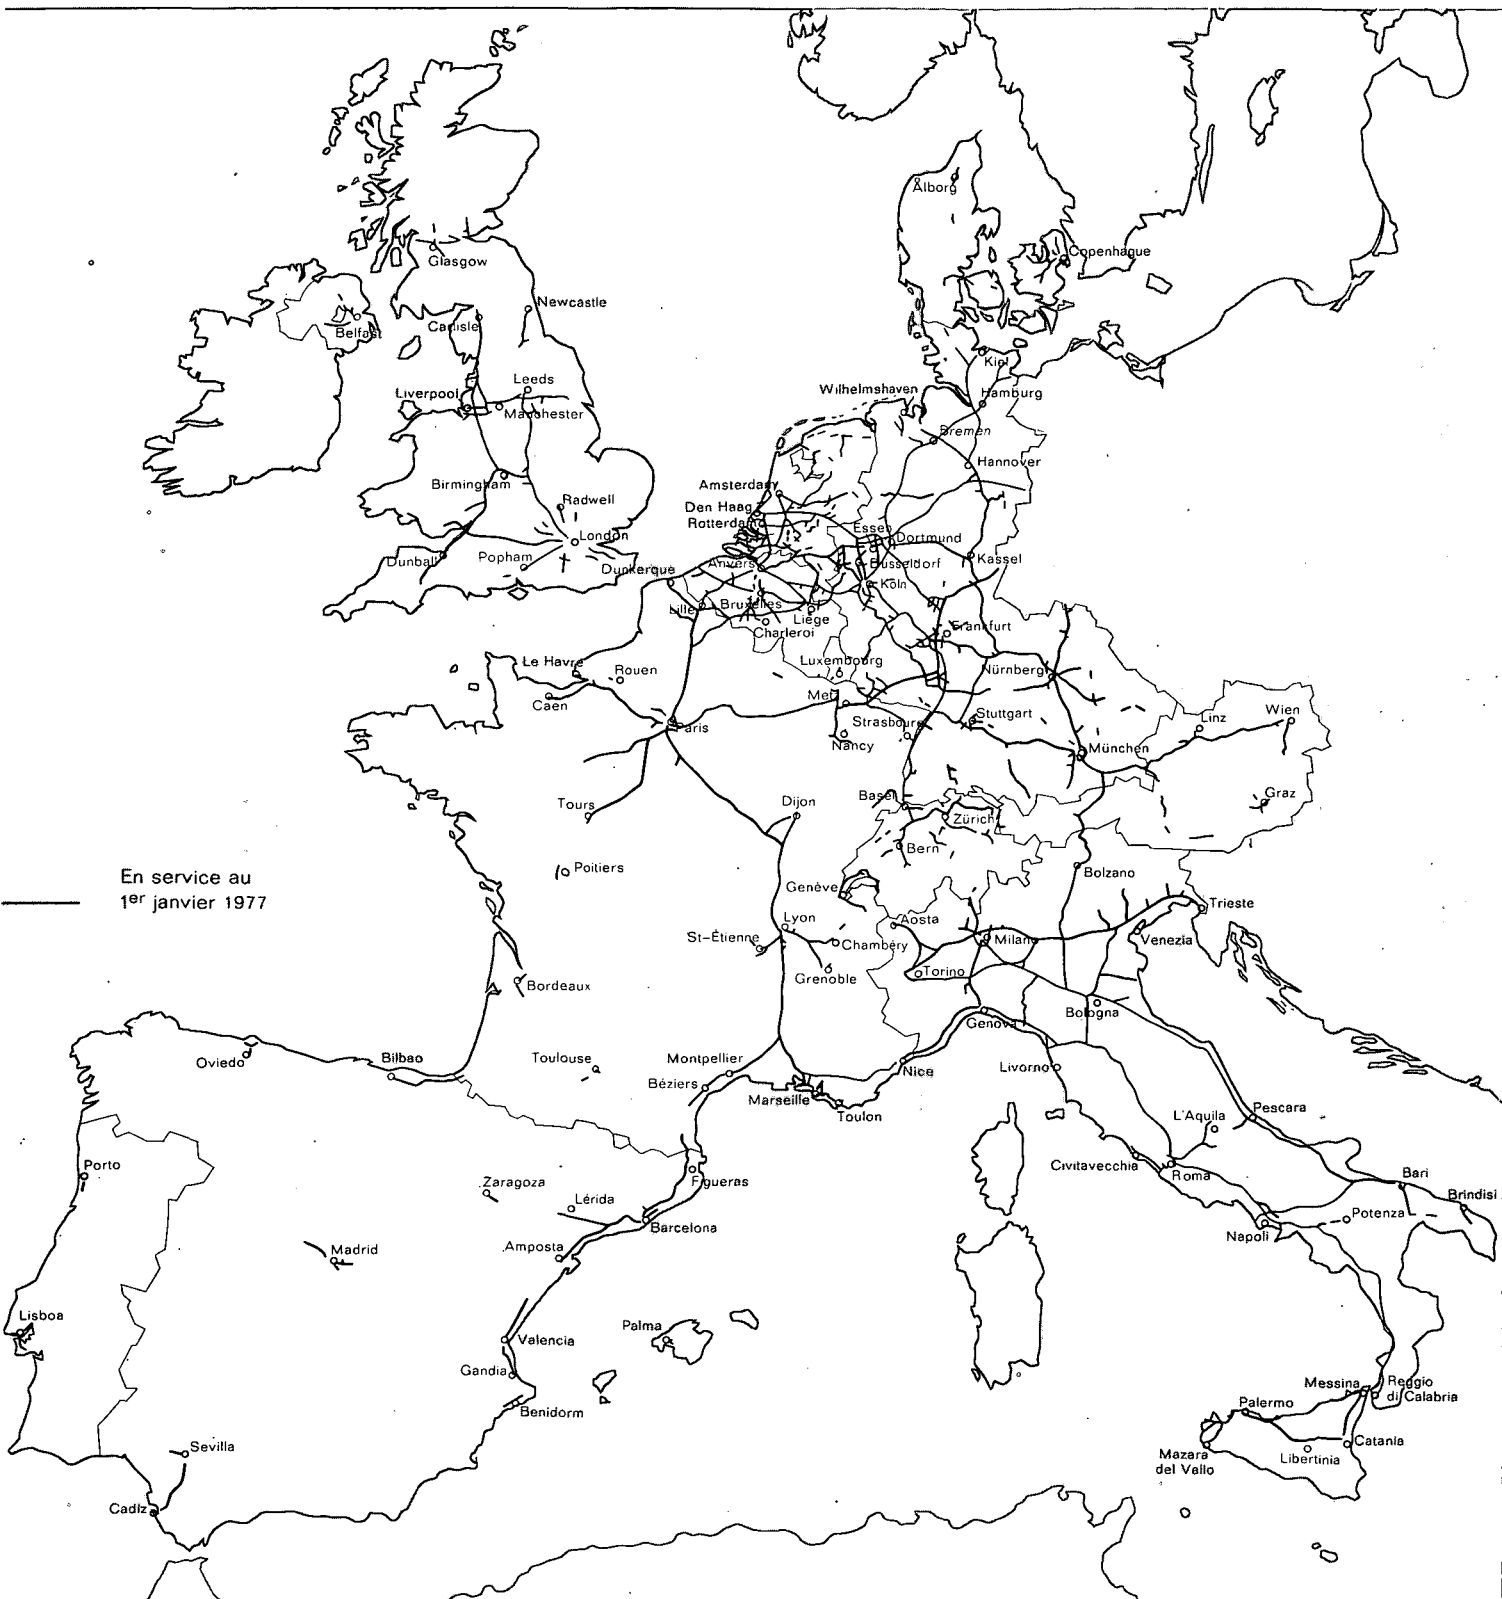 Ålborg
Copenhague
Glasgow
Newcastle
Carlisle
Belfast
Kiel
Leeds
Liverpool
Manchester
Wilhelmshaven
Hamburg
Bremen
Hannover
Birmingham
Amsterdam
Radwell
Den Haag
Rotterdam
London
Essen
Dortmund
Dunball
Popham
Dunkerque
Anvers
Düsseldorf
Kassel
Köln
Lille
Bruxelles
Liège
Charleroi
Frankfurt
Le Havre
Rouen
Luxembourg
Nürnberg
Caen
Metz
Paris
Strasbourg
Stuttgart
Linz
Wien
Nancy
München
Tours
Dijon
Basel
Zürich
Graz
Bern
Poitiers
Bolzano
En service au
1er janvier 1977
Genève
Trieste
Lyon
Aosta
St-Étienne
Chambéry
Milano
Venezia
Grenoble
Torino
Bordeaux
Genova
Bologna
Oviedo
Bilbao
Toulouse
Montpellier
Nice
Livorno
Béziers
Marseille
Toulon
L'Aquila
Pescara
Porto
Civitavecchia
Roma
Bari
Zaragoza
Figueras
Brindisi
Lérida
Barcelona
Potenza
Madrid
Amposta
Napoli
Lisboa
Valencia
Palma
Gandia
Messina
Reggio
di Calabria
Benidorm
Palermo
Sevilla
Catania
Mazara
del Vallo
Libertinia
Cadiz